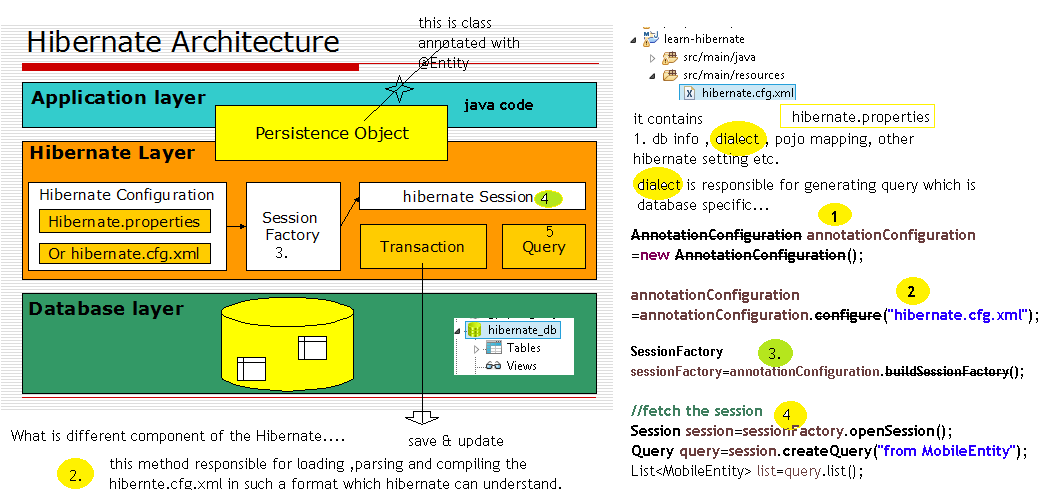 this is class
annotated with
@Entity
Hibernate Architecture
Application layer
java code
Persistence Object
Hibernate Layer
Hibernate Configuration
Hibernate.properties
Or hibernate.cfg.xml
Session
Factory
3.
hibernate Session 4
Transaction
5
Query
Database layer
hibernate_db
Tables
Views
What is different component of the Hibernate....
save & update
2.
this method responsible for loading ,parsing and compiling the
hibernte.cfg.xml in such a format which hibernate can understand.
learn-hibernate
src/main/java
src/main/resources
hibernate.cfg.xml
it contains
hibernate.properties
1. db info , dialect , pojo mapping, other
hibernate setting etc.
dialect is responsible for generating query which is
database specific...
1
AnnotationConfiguration annotationConfiguration
=new AnnotationConfiguration();
2
annotationConfiguration
=annotationConfiguration.configure("hibernate.cfg.xml");
SessionFactory
3.
sessionFactory=annotationConfiguration.buildSessionFactory();
//fetch the session
4
Session session=sessionFactory.openSession();
Query query=session.createQuery("from MobileEntity");
List<MobileEntity> list=query.list();